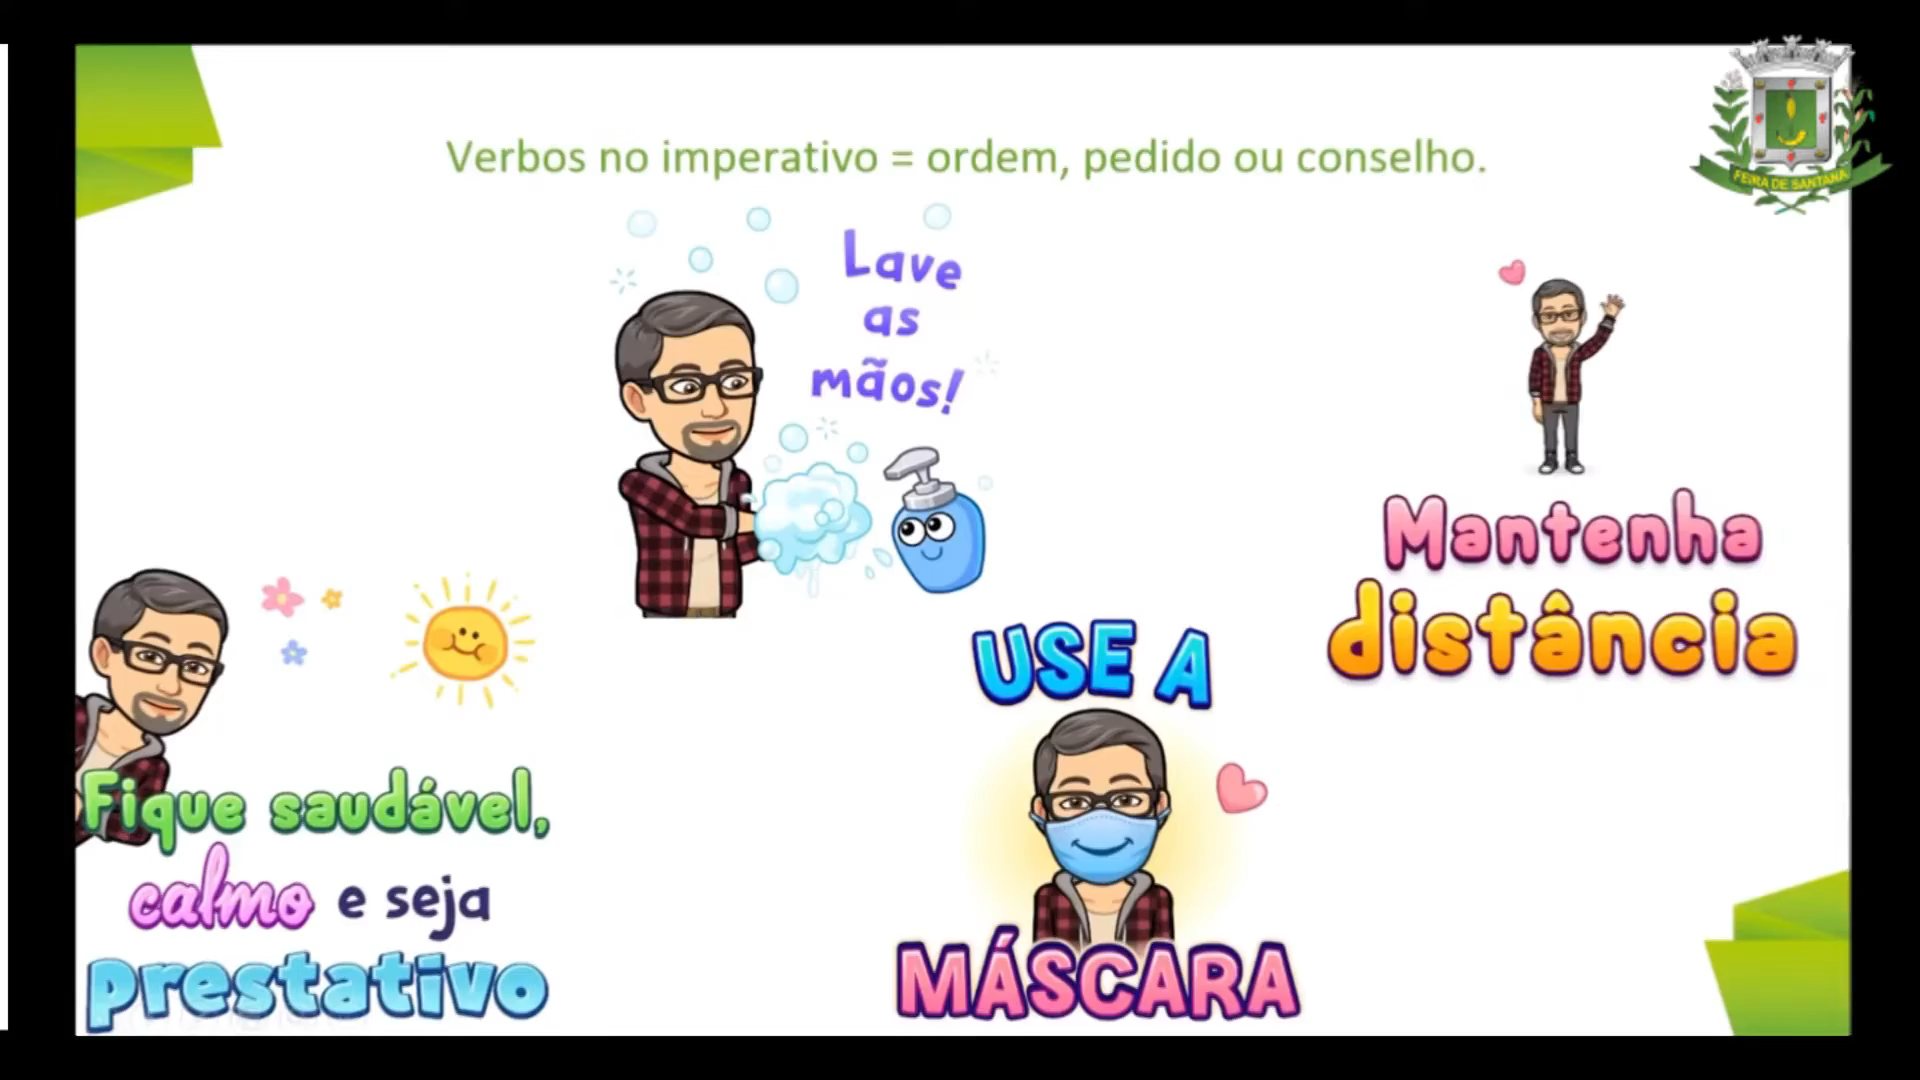 Verbos no imperativo = ordem, pedido ou conselho.
FEIRA DE SANTANA
Lave
as
mãos!
Mantenha
distância
USE A
MÁSCARA
Fique saudável,
calmo e seja
prestativo